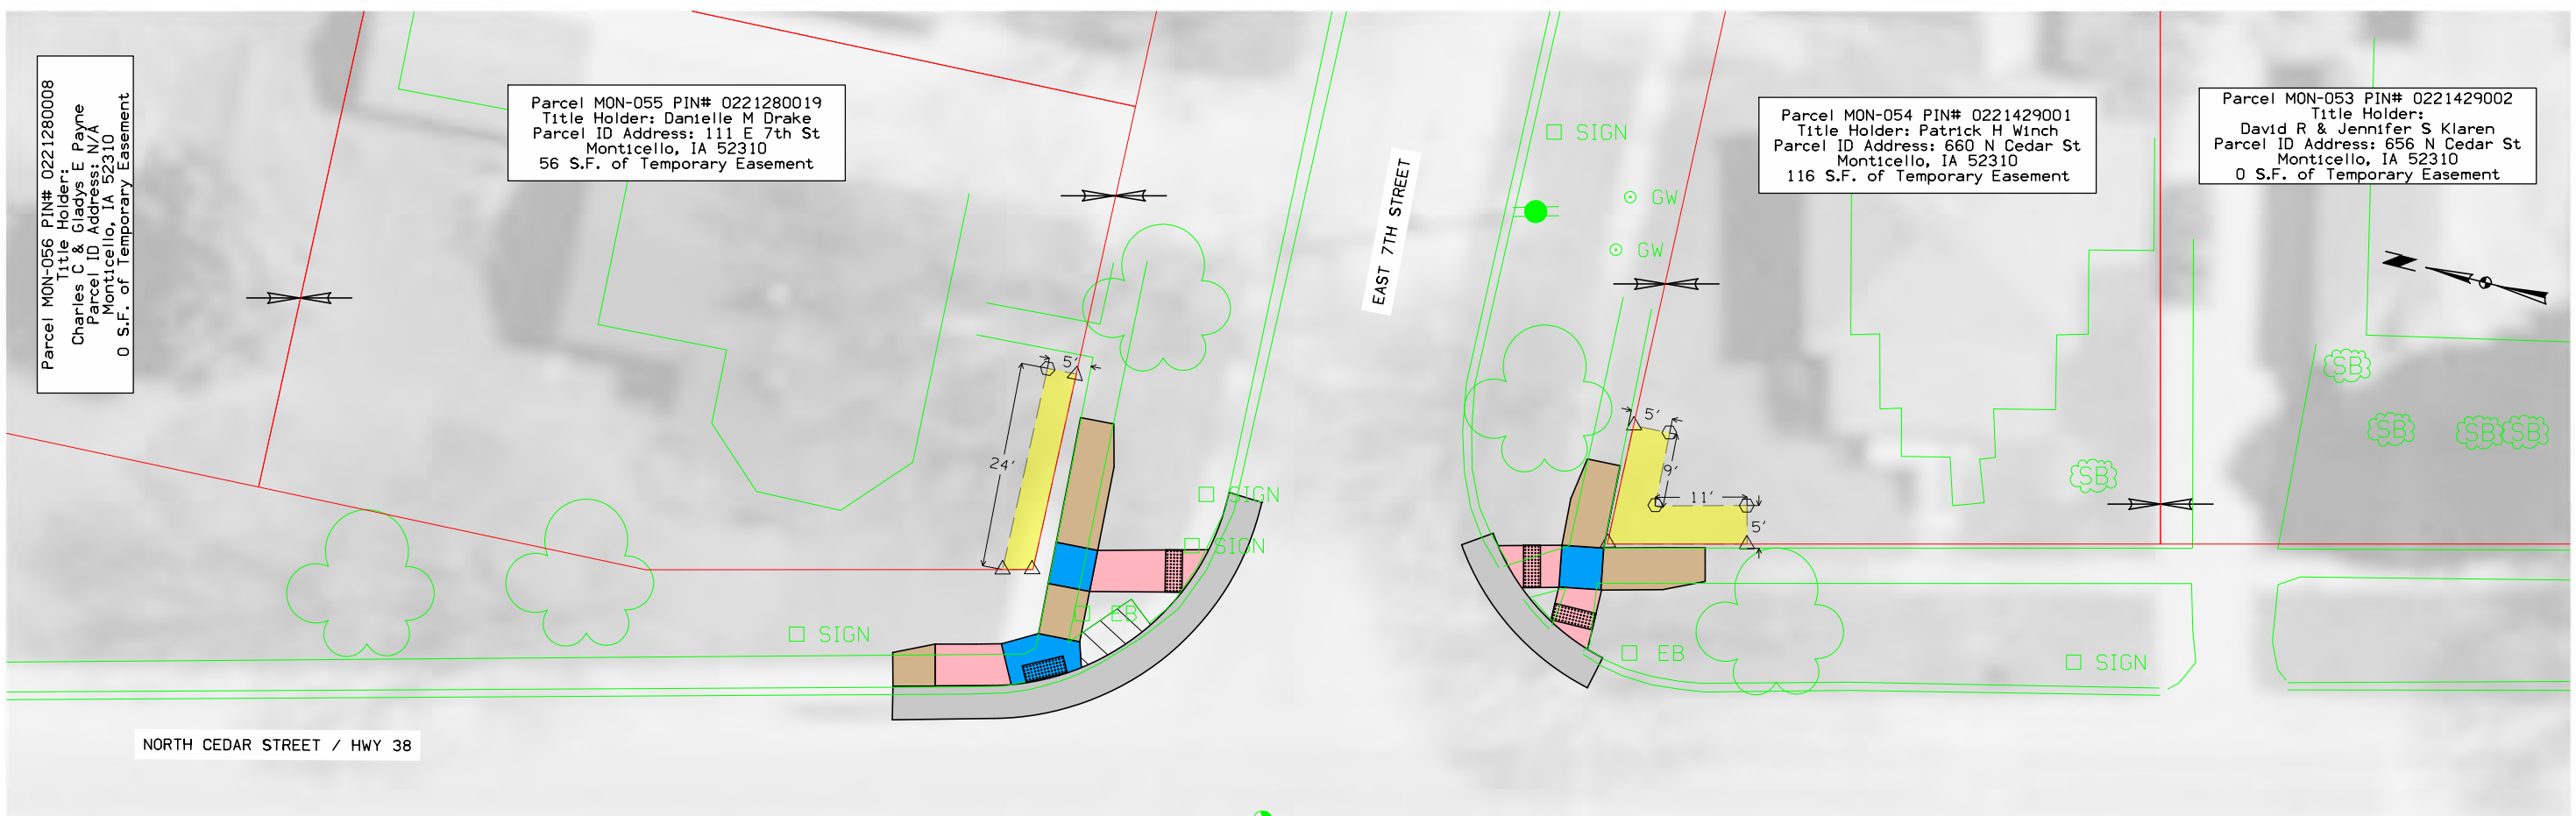 Parcel MON-056 PIN# 0221280008
Title Holder:
Charles C & Gladys E Payne
Parcel ID Address: N/A
Monticello, IA 52310
0 S.F. of Temporary Easement
Parcel MON-055 PIN# 0221280019
Title Holder: Danielle M Drake
Parcel ID Address: 111 E 7th St
Monticello, IA 52310
56 S.F. of Temporary Easement
EAST 7TH STREET
SIGN
GW
GW
Parcel MON-054 PIN# 0221429001
Title Holder: Patrick H Winch
Parcel ID Address: 660 N Cedar St
Monticello, IA 52310
116 S.F. of Temporary Easement
Parcel MON-053 PIN# 0221429002
Title Holder:
David R & Jennifer S Klaren
Parcel ID Address: 656 N Cedar St
Monticello, IA 52310
0 S.F. of Temporary Easement
N
5'
24'
SIGN
SIGN
EB
SIGN
5'
9'
11'
5'
SB
SB
SB
SB
SB
EB
SIGN
NORTH CEDAR STREET / HWY 38